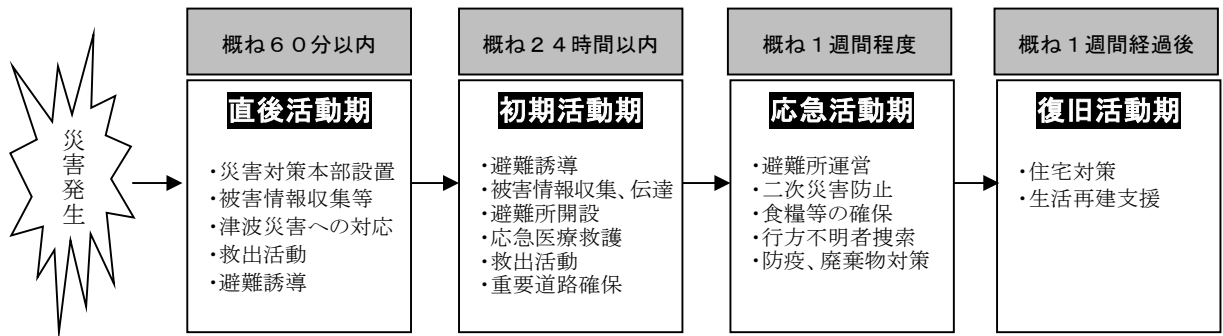 災害発生
概ね60分以内
直後活動期
・災害対策本部設置
・被害情報収集等
・津波災害への対応
・救出活動
・避難誘導
概ね24時間以内
初期活動期
・避難誘導
・被害情報収集、伝達
・避難所開設
・応急医療救護
・救出活動
・重要道路確保
概ね1週間程度
応急活動期
・避難所運営
・二次災害防止
・食糧等の確保
・行方不明者捜索
・防疫、廃棄物対策
概ね1週間経過後
復旧活動期
・住宅対策
・生活再建支援